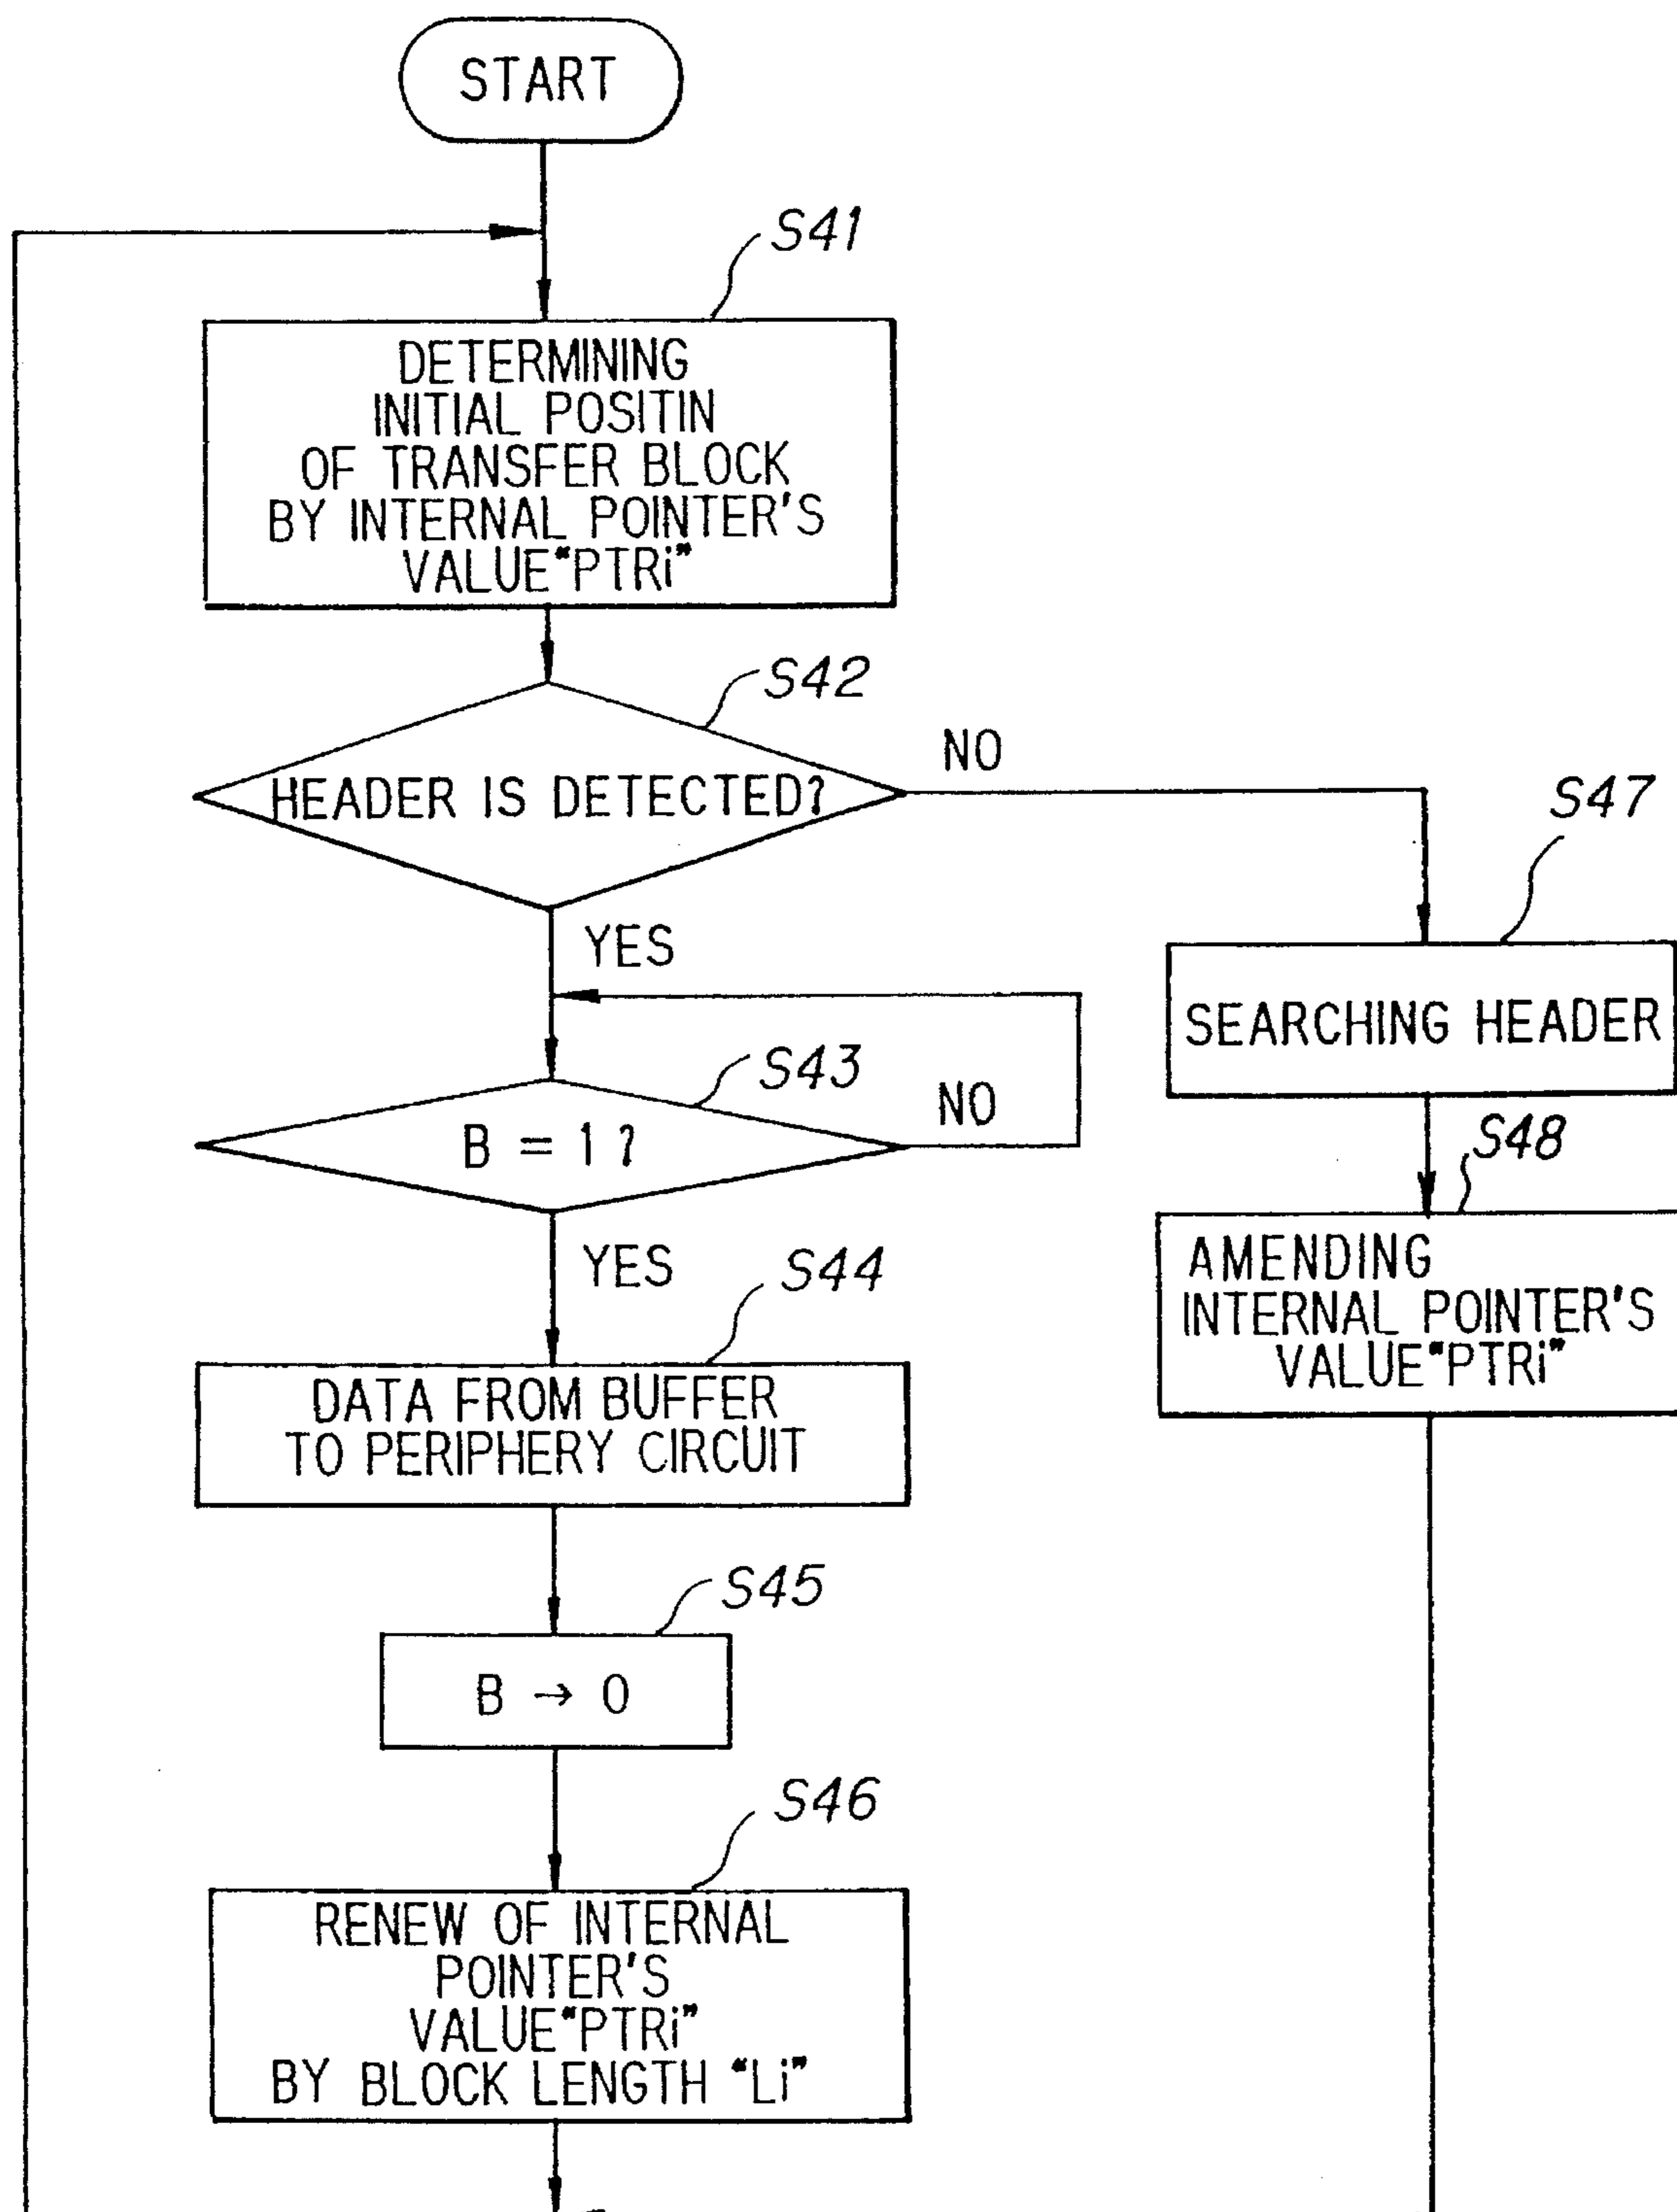 START
S41
DETERMINING
INITIAL POSITIN
OF TRANSFER BLOCK
BY INTERNAL POINTER'S
VALUE“PTRi”
S42
HEADER IS DETECTED?
NO
YES
S47
SEARCHING HEADER
S43
B = 1 ?
NO
YES
S48
AMENDING
INTERNAL POINTER'S
VALUE“PTRi”
S44
DATA FROM BUFFER
TO PERIPHERY CIRCUIT
S45
B → 0
S46
RENEW OF INTERNAL
POINTER'S
VALUE“PTRi”
BY BLOCK LENGTH “Li”